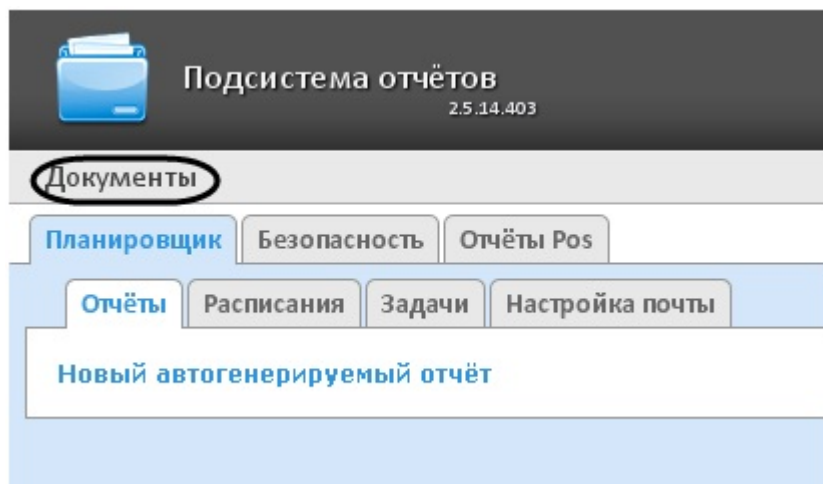 Подсистема отчётов
2.5.14.403
Документы
Планировщик Безопасность Отчёты Pos
Отчёты Расписания Задачи Настройка почты
Новый автогенерируемый отчёт